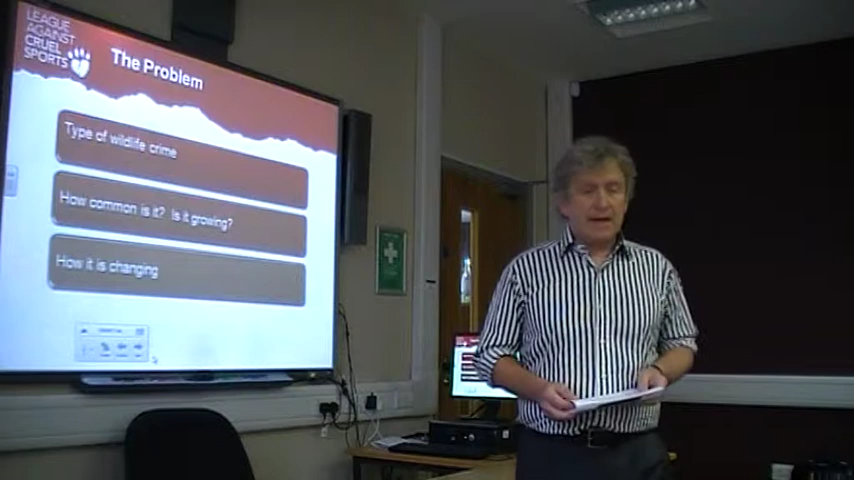 LEAGUE
AGAINST
CRUEL
SPORTS
The Problem
Type of wildlife crime
How common is it? Is it growing?
How it is changing